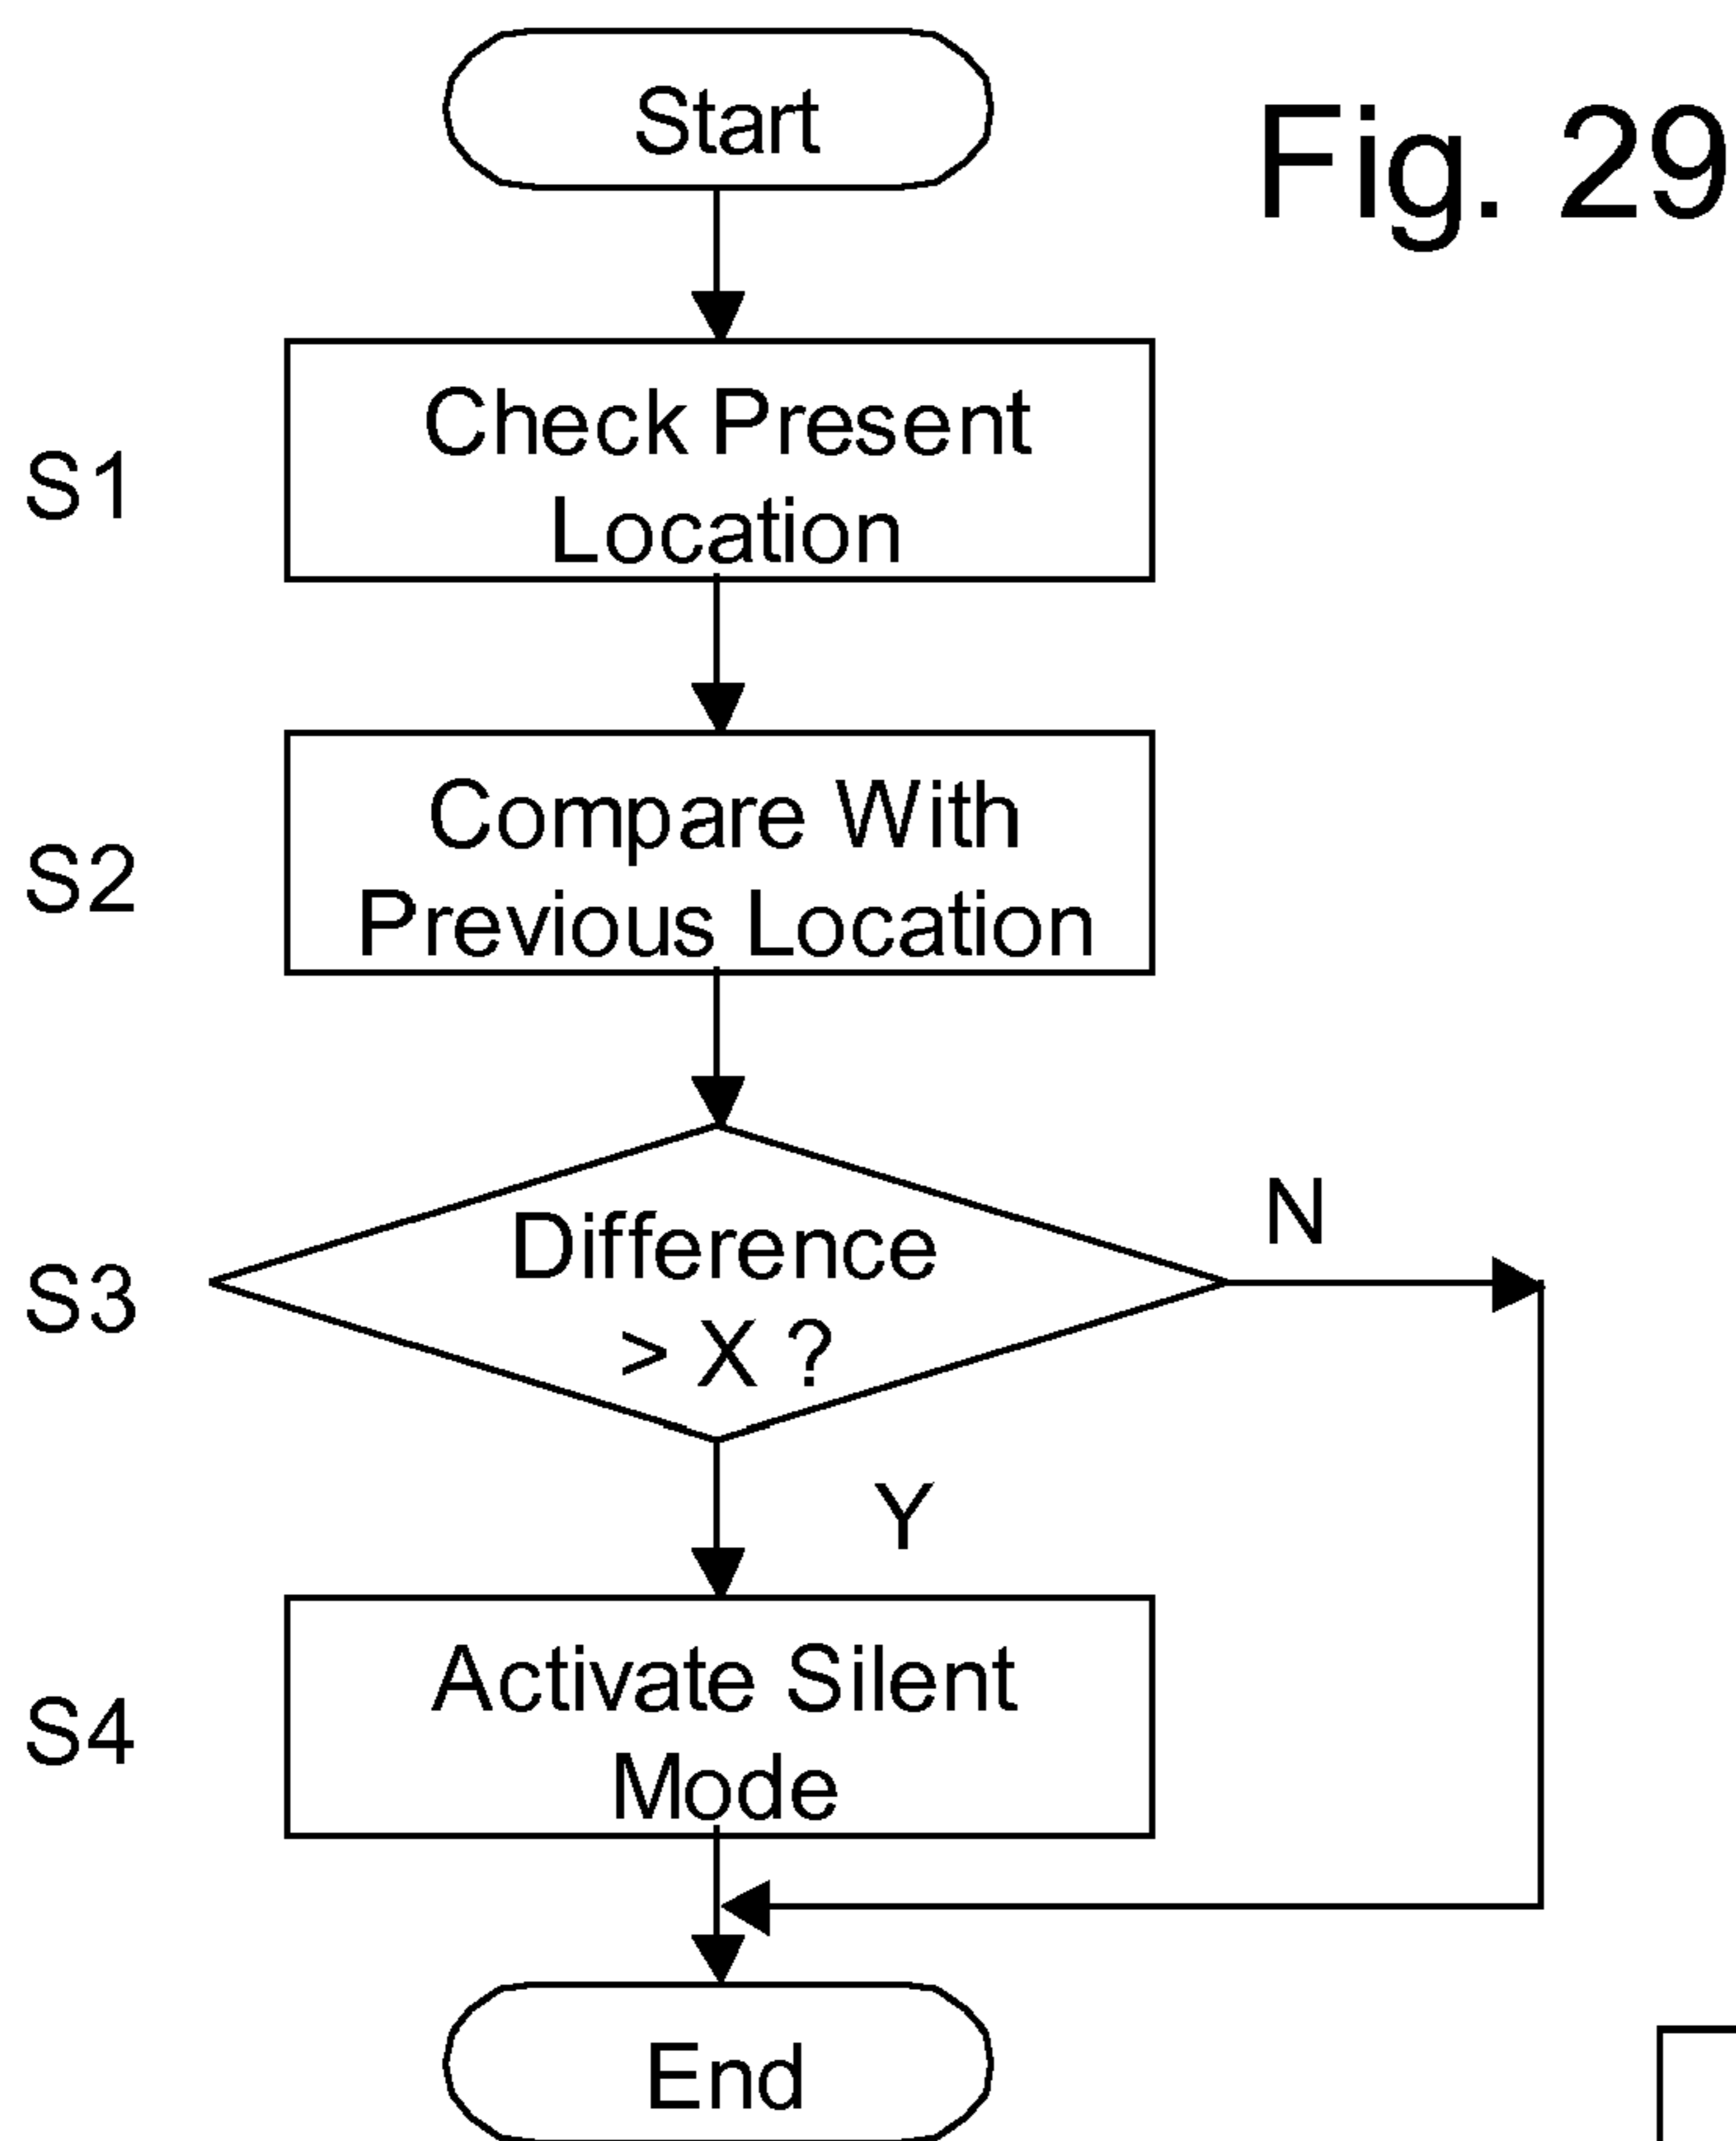 Start
Fig. 29
S1
Check Present
Location
S2
Compare With
Previous Location
S3
Difference
> X ?
N
Y
S4
Activate Silent
Mode
End